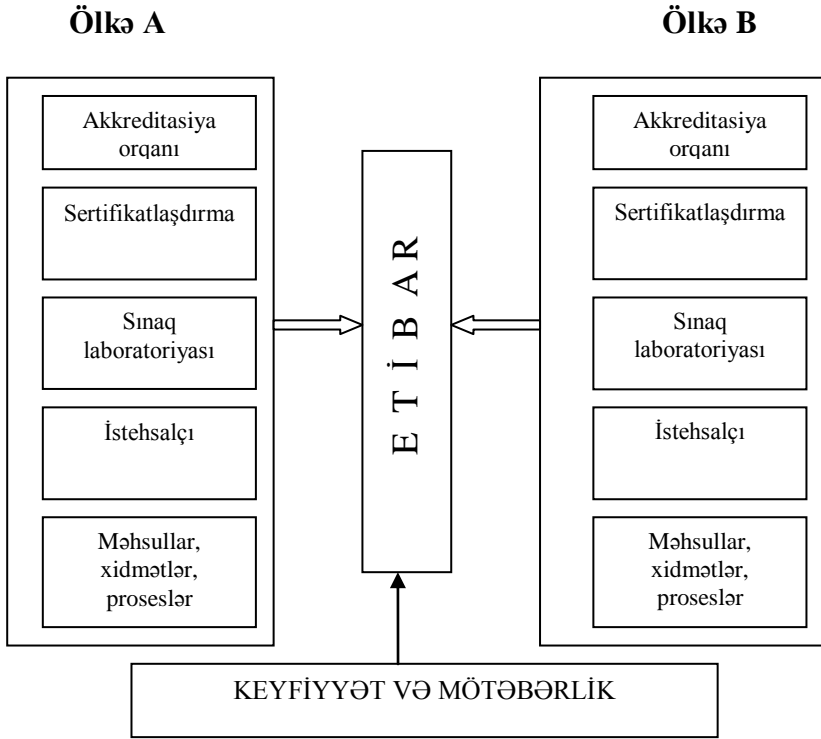 Ölkə A
Akkreditasiya
orqanı
Sertifikatlaşdırma
Sınaq
laboratoriyası
İstehsalçı
Məhsullar,
xidmətlər,
proseslər
E T İ B A R
Ölkə B
Akkreditasiya
orqanı
Sertifikatlaşdırma
Sınaq
laboratoriyası
İstehsalçı
Məhsullar,
xidmətlər,
proseslər
KEYFİYYƏT VƏ MÖTƏBƏRLİK